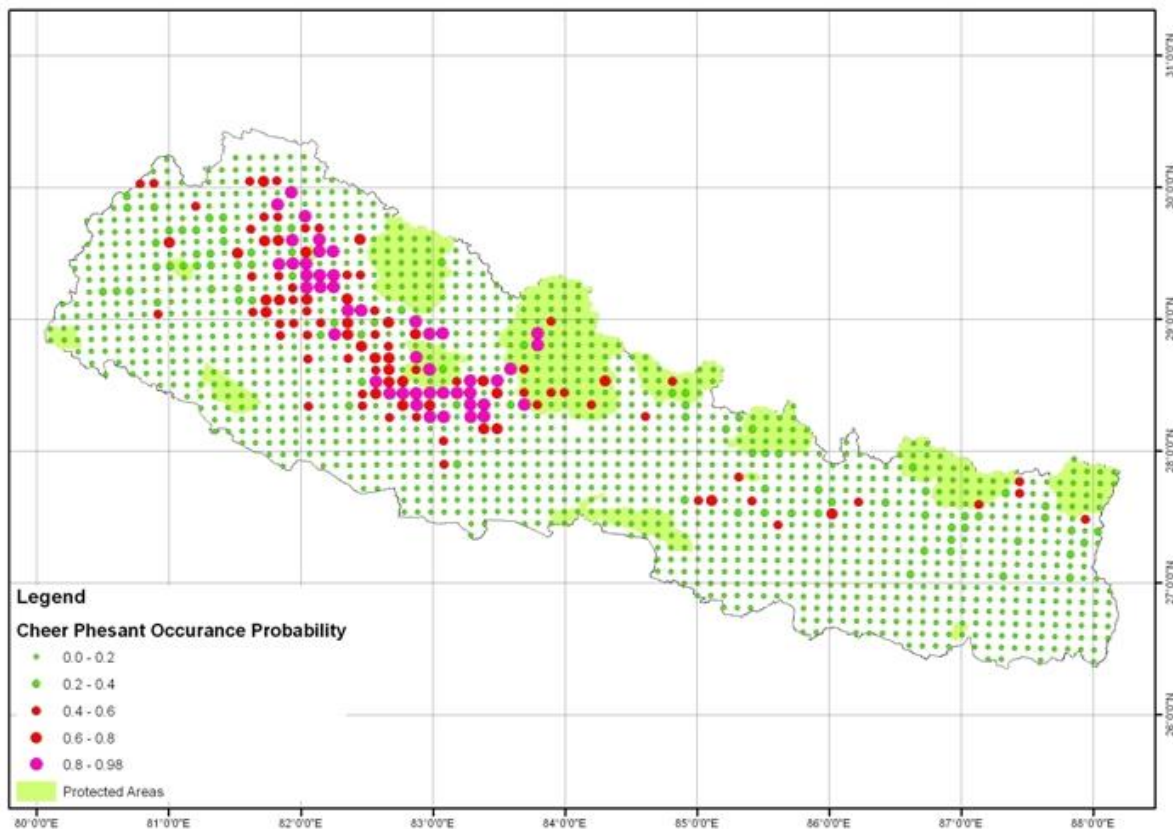 31°0'0"N
30°0'0"N
29°0'0"N
28°0'0"N
27°0'0"N
26°0'0"N
Legend
Cheer Phesant Occurance Probability
0.0 - 0.2
0.2 - 0.4
0.4 - 0.6
0.6 - 0.8
0.8 - 0.98
Protected Areas
80°0'0"E 81°0'0"E 82°0'0"E 83°0'0"E 84°0'0"E 85°0'0"E 86°0'0"E 87°0'0"E 88°0'0"E